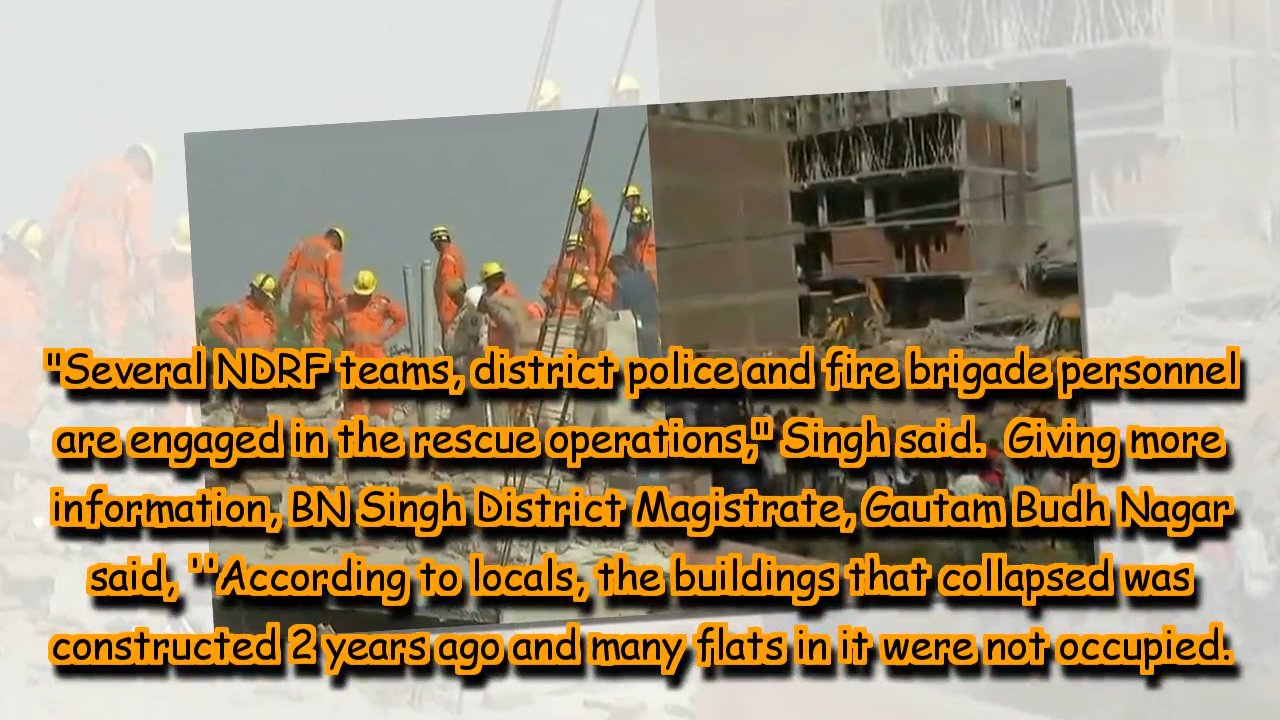 "Several NDRF teams, district police and fire brigade personnel
are engaged in the rescue operations," Singh said.  Giving more
information, BN Singh District Magistrate, Gautam Budh Nagar
said, ''According to locals, the buildings that collapsed was
constructed 2 years ago and many flats in it were not occupied.